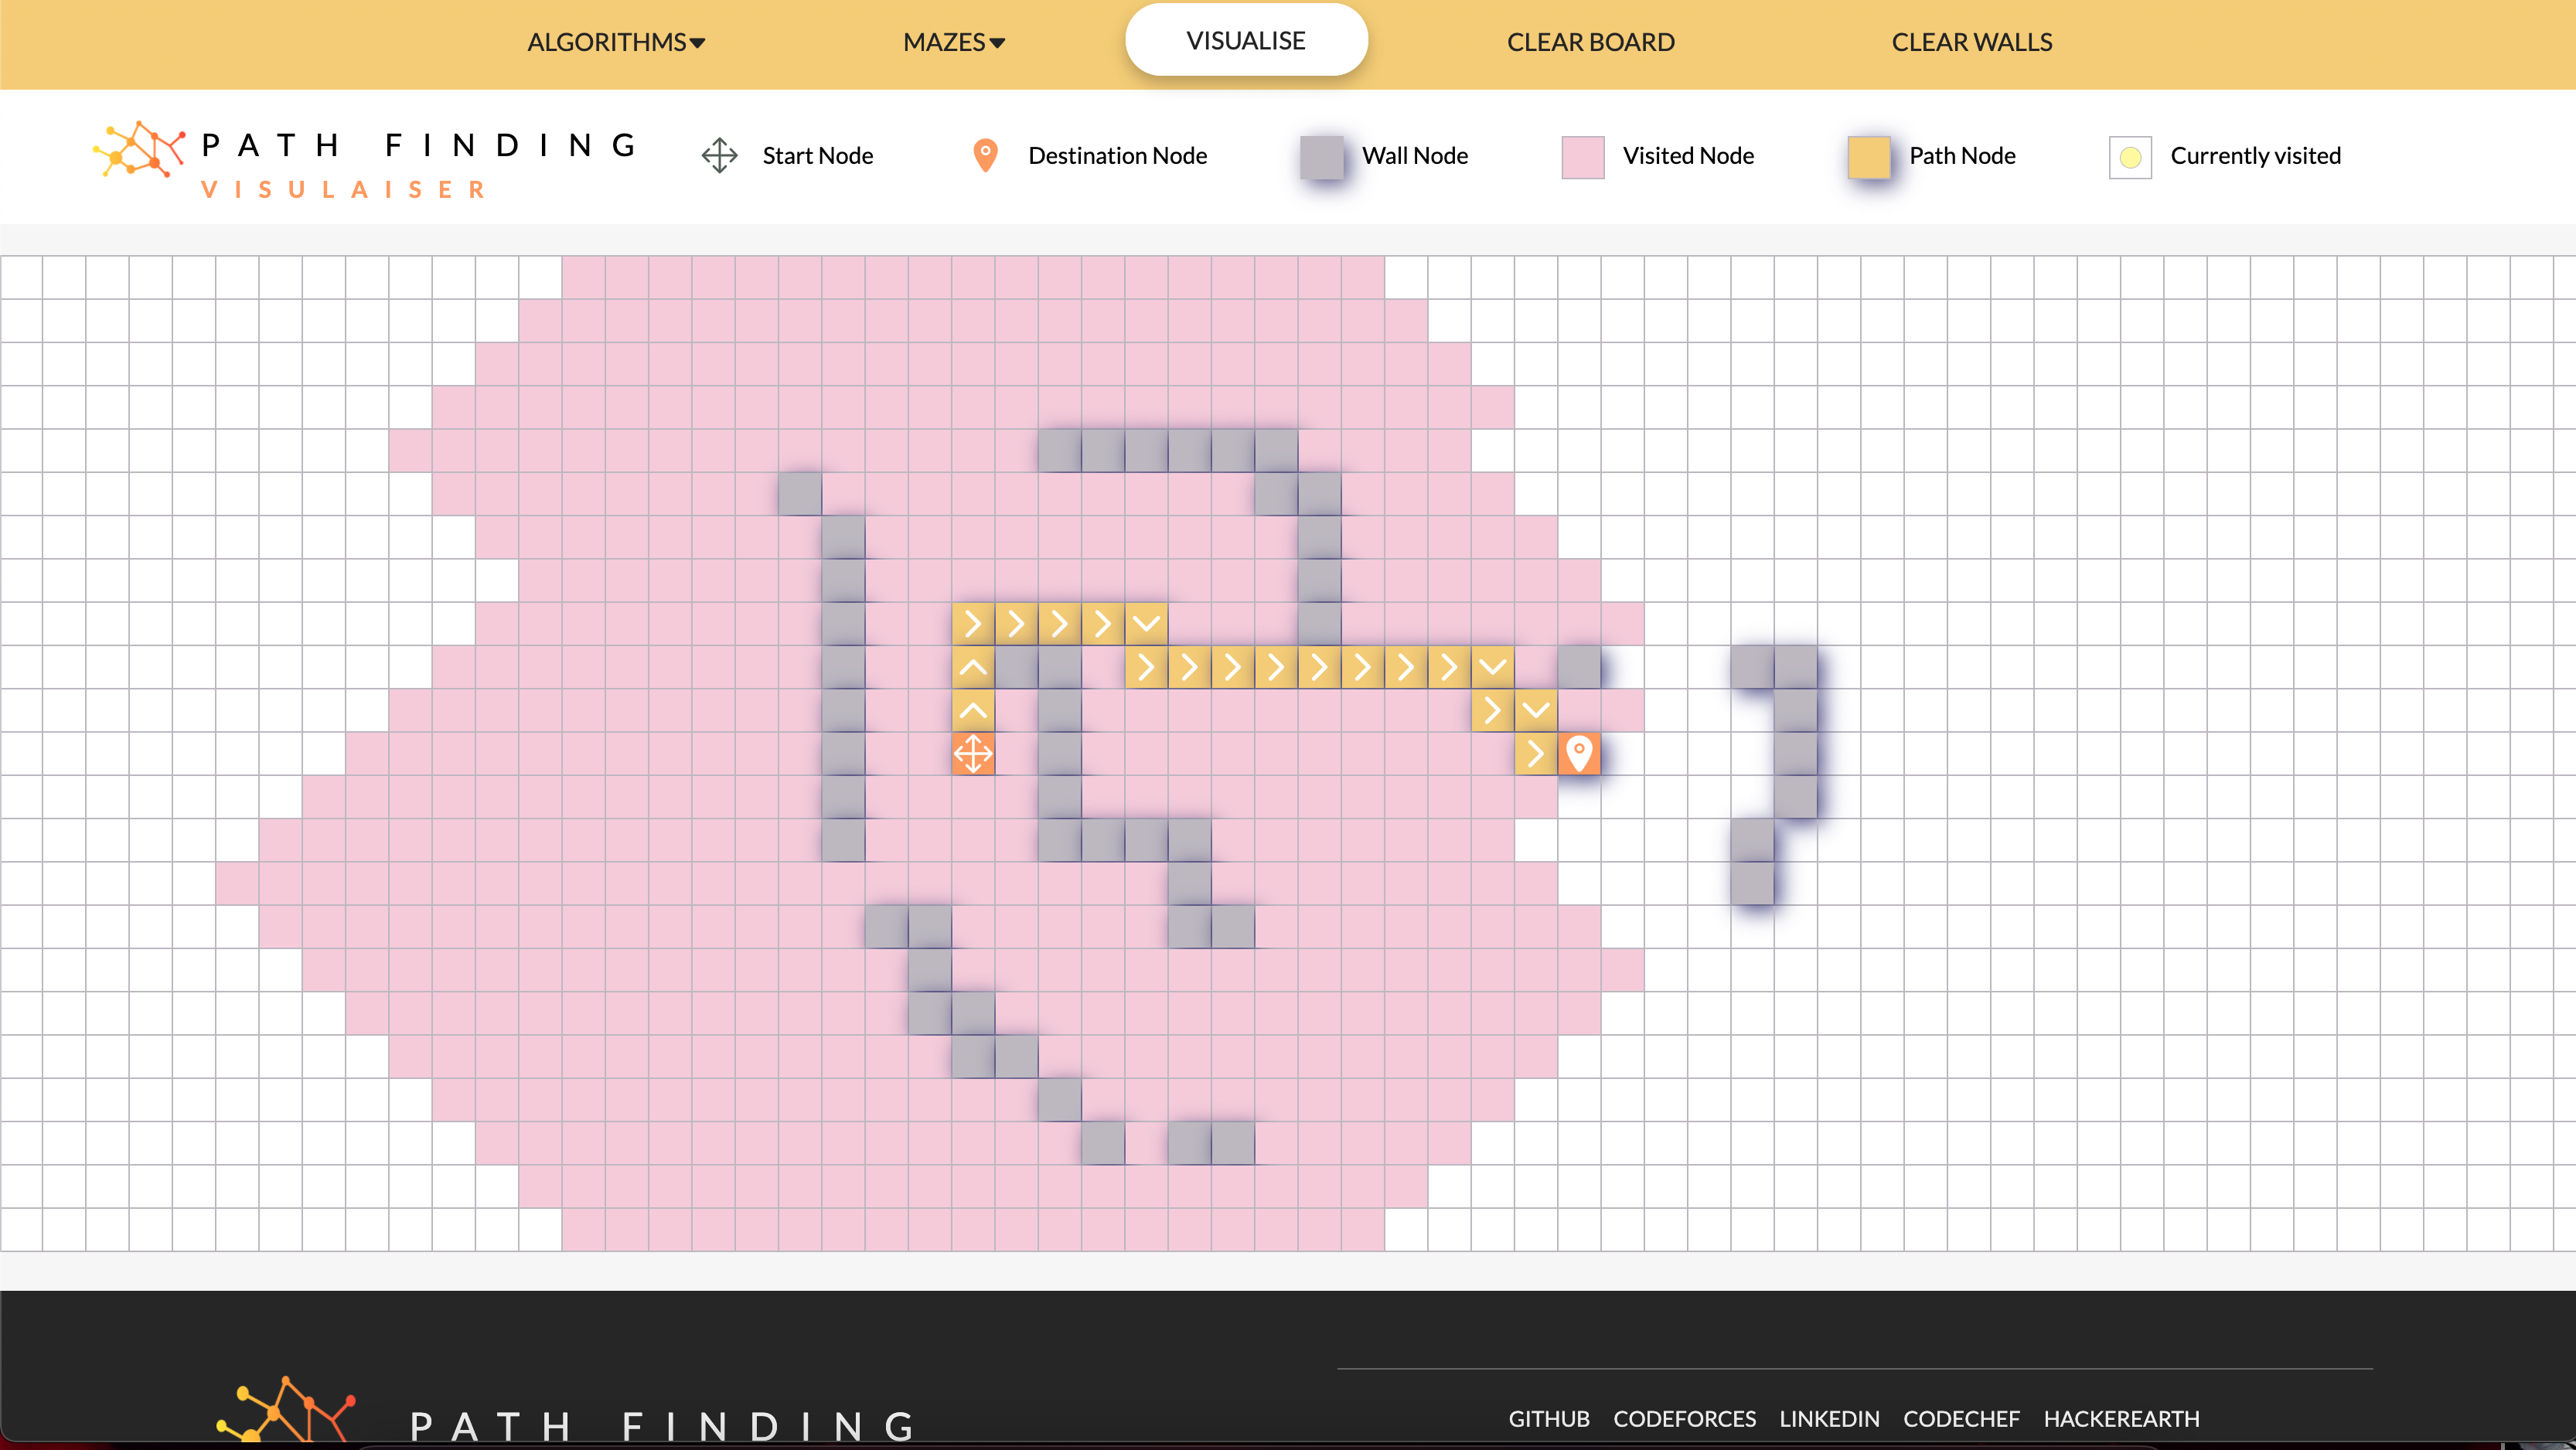 ALGORITHMS MAZES VISUALISE CLEAR BOARD CLEAR WALLS
PATH FINDING
VISULAISER
Start Node Destination Node Wall Node Visited Node Path Node Currently visited
PATH FINDING
GITHUB CODEFORCES LINKEDIN CODECHEF HACKEREARTH